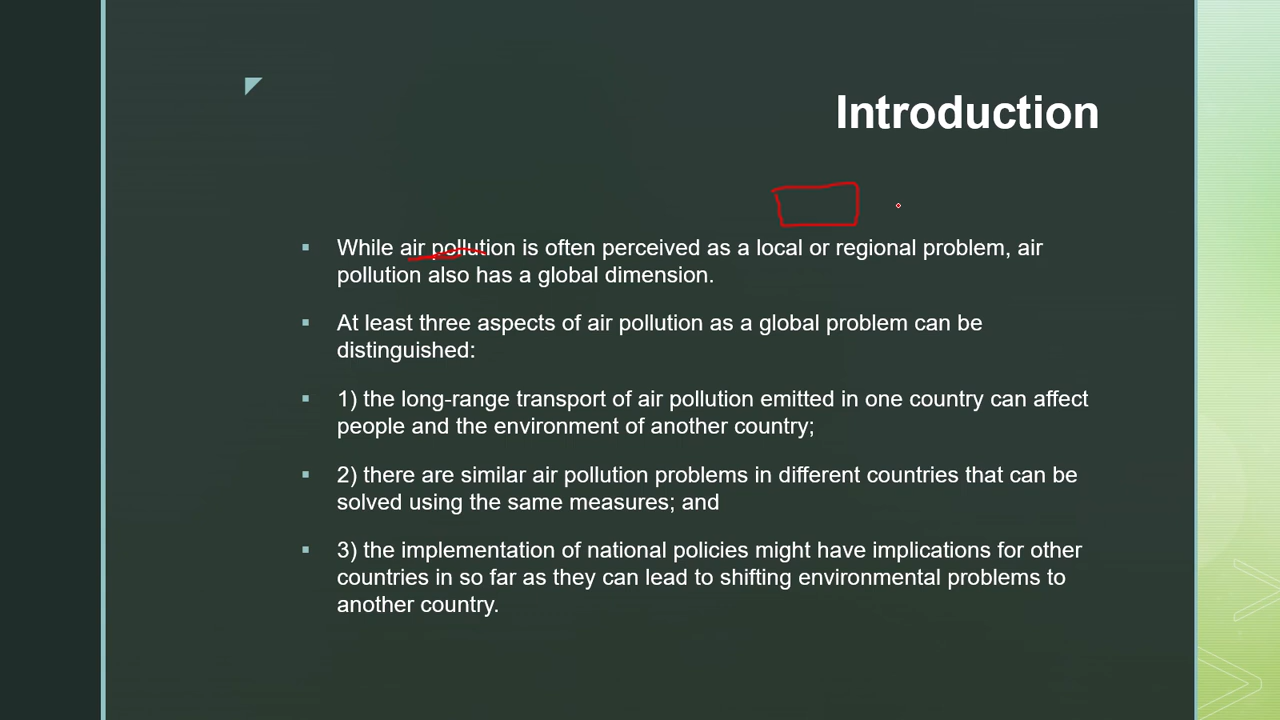 Introduction
While air pollution is often perceived as a local or regional problem, air
pollution also has a global dimension.
At least three aspects of air pollution as a global problem can be
distinguished:
1) the long-range transport of air pollution emitted in one country can affect
people and the environment of another country;
2) there are similar air pollution problems in different countries that can be
solved using the same measures; and
3) the implementation of national policies might have implications for other
countries in so far as they can lead to shifting environmental problems to
another country.